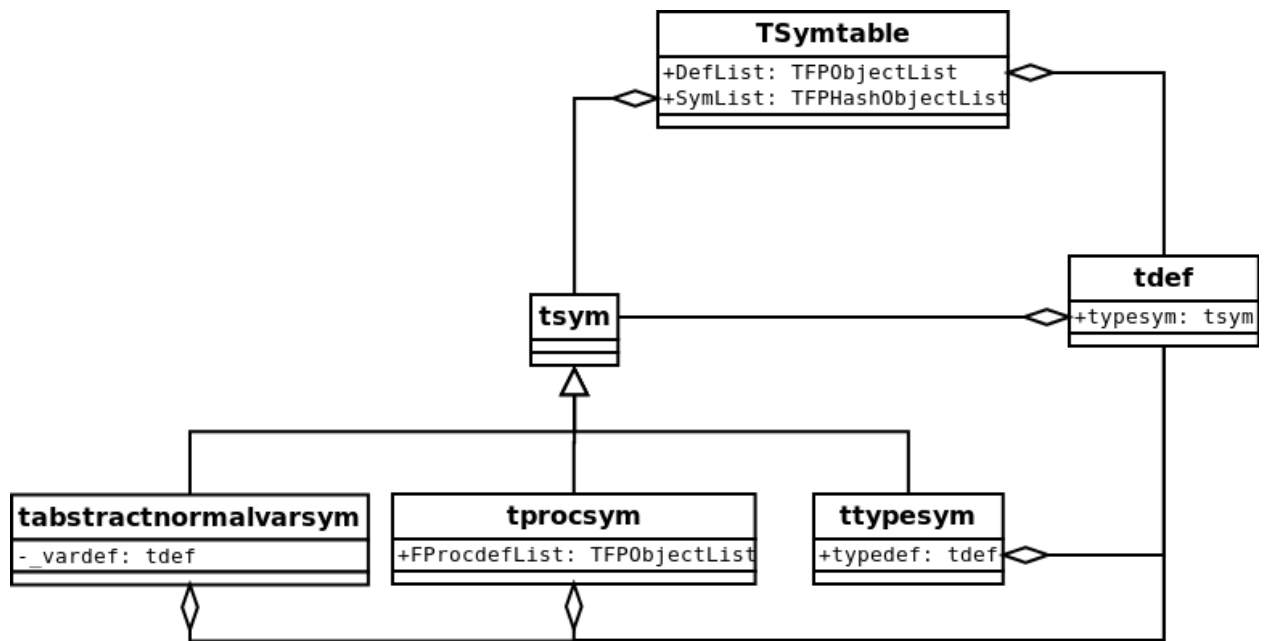 TSymtable
+DefList: TFPObjectList
+SymList: TFPHashObjectList
tdef
+typesym: tsym
tsym
tabstractnormalvarsym
-_vardef: tdef
tprocsym
+FProcdefList: TFPObjectList
ttypesym
+typedef: tdef